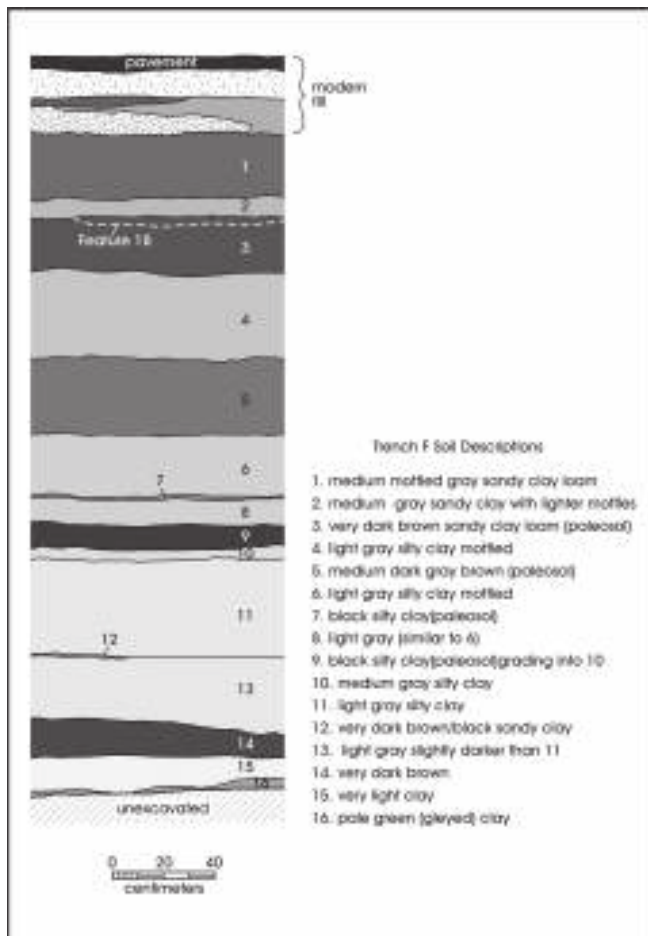 pavement
modern
fill
1
2
Feature 18
3
4
5
6
7
8
9
10
11
12
13
14
15
16
unexcavated
0 20 40
centimeters
Trench F Soil Descriptions
1. medium mottled gray sandy clay loam
2. medium gray sandy clay with lighter mottles
3. very dark brown sandy clay loam (paleosol)
4. light gray silty clay mottled
5. medium dark gray brown (paleosol)
6. light gray silty clay mottled
7. black silty clay(paleosol)
8. light gray (similar to 6)
9. black silty clay(paleosol)grading into 10
10. medium gray silty clay
11. light gray silty clay
12. very dark brown/black sandy clay
13. light gray slightly darker than 11
14. very dark brown
15. very light clay
16. pale green (gleyed) clay